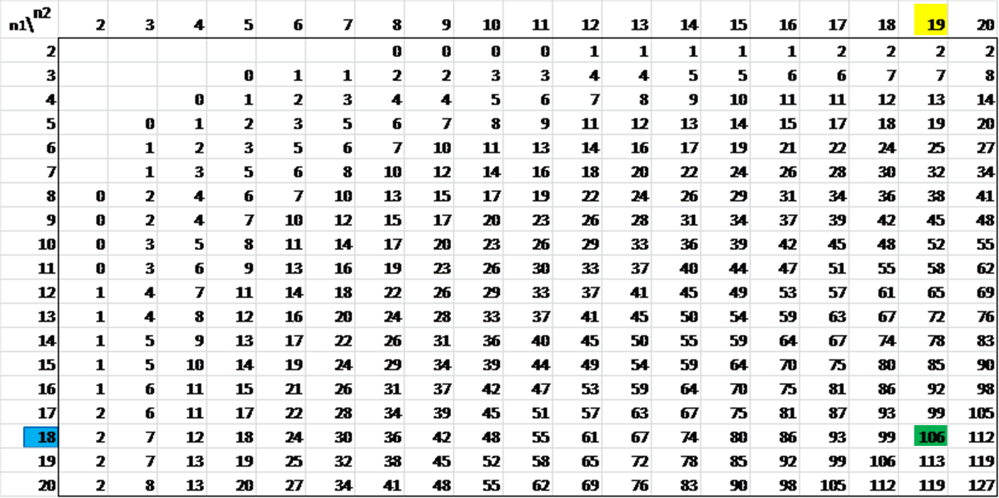 n1\n2 2 3 4 5 6 7 8 9 10 11 12 13 14 15 16 17 18 19 20
2 0 0 0 0 1 1 1 1 1 2 2 2 2
3 0 1 1 2 2 3 3 4 4 5 5 6 6 7 7 8
4 0 1 2 3 4 4 5 6 7 8 9 10 11 11 12 13 14
5 0 1 2 3 5 6 7 8 9 11 12 13 14 15 17 18 19 20
6 1 2 3 5 6 7 10 11 13 14 16 17 19 21 22 24 25 27
7 1 3 5 6 8 10 12 14 16 18 20 22 24 26 28 30 32 34
8 0 2 4 6 7 10 13 15 17 19 22 24 26 29 31 34 36 38 41
9 0 2 4 7 10 12 15 17 20 23 26 28 31 34 37 39 42 45 48
10 0 3 5 8 11 14 17 20 23 26 29 33 36 39 42 45 48 52 55
11 0 3 6 9 13 16 19 23 26 30 33 37 40 44 47 51 55 58 62
12 1 4 7 11 14 18 22 26 29 33 37 41 45 49 53 57 61 65 69
13 1 4 8 12 16 20 24 28 33 37 41 45 50 54 59 63 67 72 76
14 1 5 9 13 17 22 26 31 36 40 45 50 55 59 64 67 74 78 83
15 1 5 10 14 19 24 29 34 39 44 49 54 59 64 70 75 80 85 90
16 1 6 11 15 21 26 31 37 42 47 53 59 64 70 75 81 86 92 98
17 2 6 11 17 22 28 34 39 45 51 57 63 67 75 81 87 93 99 105
18 2 7 12 18 24 30 36 42 48 55 61 67 74 80 86 93 99 106 112
19 2 7 13 19 25 32 38 45 52 58 65 72 78 85 92 99 106 113 119
20 2 8 13 20 27 34 41 48 55 62 69 76 83 90 98 105 112 119 127